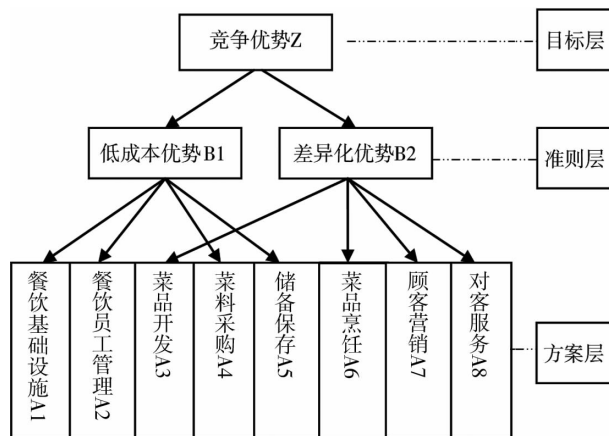 竞争优势Z
目标层
低成本优势B1
差异化优势B2
准则层
餐饮基础设施A1
餐饮员工管理A2
菜品开发A3
菜料采购A4
储备保存A5
菜品烹饪A6
顾客营销A7
对客服务A8
方案层